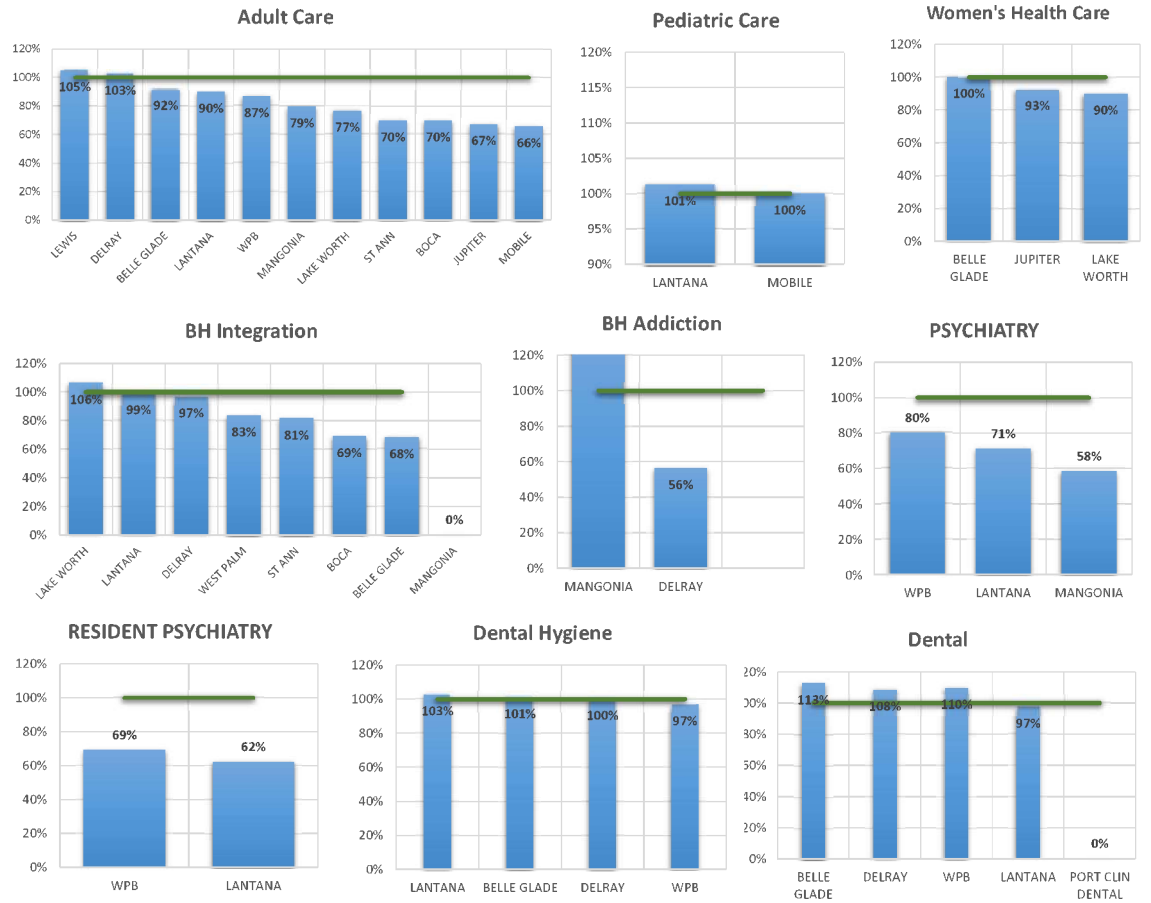 Adult Care
120%
100%
80%
60%
40%
20%
0%
105%
103%
92%
90%
87%
79%
77%
70%
70%
67%
66%
LEWIS
DELRAY
BELLE GLADE
LANTANA
WPB
MANGONIA
LAKE WORTH
ST ANN
BOCA
JUPITER
MOBILE
Pediatric Care
120%
115%
110%
105%
100%
95%
90%
101%
100%
LANTANA
MOBILE
Women's Health Care
120%
100%
80%
60%
40%
20%
0%
100%
93%
90%
BELLE
GLADE
JUPITER
LAKE
WORTH
BH Integration
120%
100%
80%
60%
40%
20%
0%
106%
99%
97%
83%
81%
69%
68%
0%
LAKE WORTH
LANTANA
DELRAY
WEST PALM
ST ANN
BOCA
BELLE GLADE
MANGONIA
BH Addiction
120%
100%
80%
60%
40%
20%
0%
56%
MANGONIA
DELRAY
PSYCHIATRY
120%
100%
80%
60%
40%
20%
0%
80%
71%
58%
WPB
LANTANA
MANGONIA
RESIDENT PSYCHIATRY
120%
100%
80%
60%
40%
20%
0%
69%
62%
WPB
LANTANA
Dental Hygiene
120%
100%
80%
60%
40%
20%
0%
103%
101%
100%
97%
LANTANA
BELLE GLADE
DELRAY
WPB
Dental
20%
00%
80%
60%
40%
20%
0%
113%
108%
110%
97%
0%
BELLE
GLADE
DELRAY
WPB
LANTANA
PORT CLIN
DENTAL